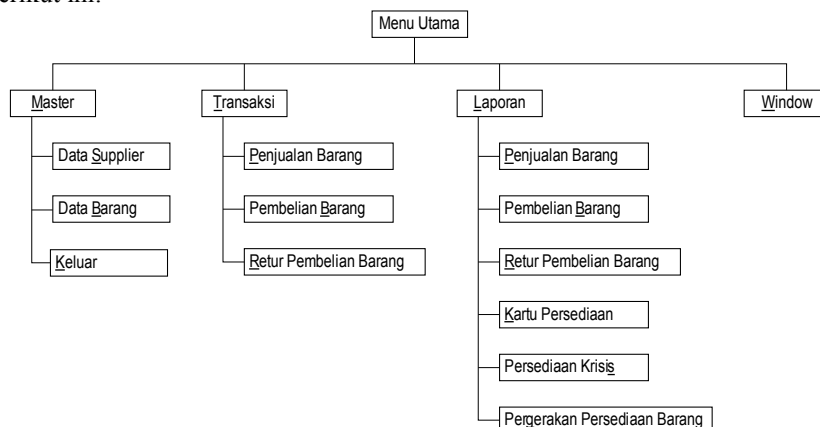 Menu Utama
Master
Transaksi
Laporan
Window
Data Supplier
Penjualan Barang
Penjualan Barang
Data Barang
Pembelian Barang
Pembelian Barang
Keluar
Retur Pembelian Barang
Retur Pembelian Barang
Kartu Persediaan
Persediaan Krisis
Pergerakan Persediaan Barang